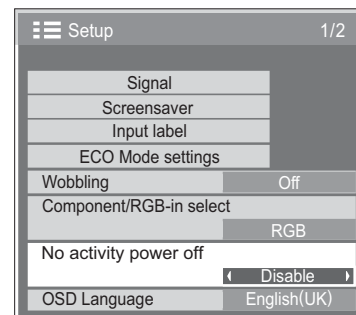 Setup 1/2
Signal
Screensaver
Input label
ECO Mode settings
Wobbling Off
Component/RGB-in select
RGB
No activity power off
Disable
OSD Language English(UK)